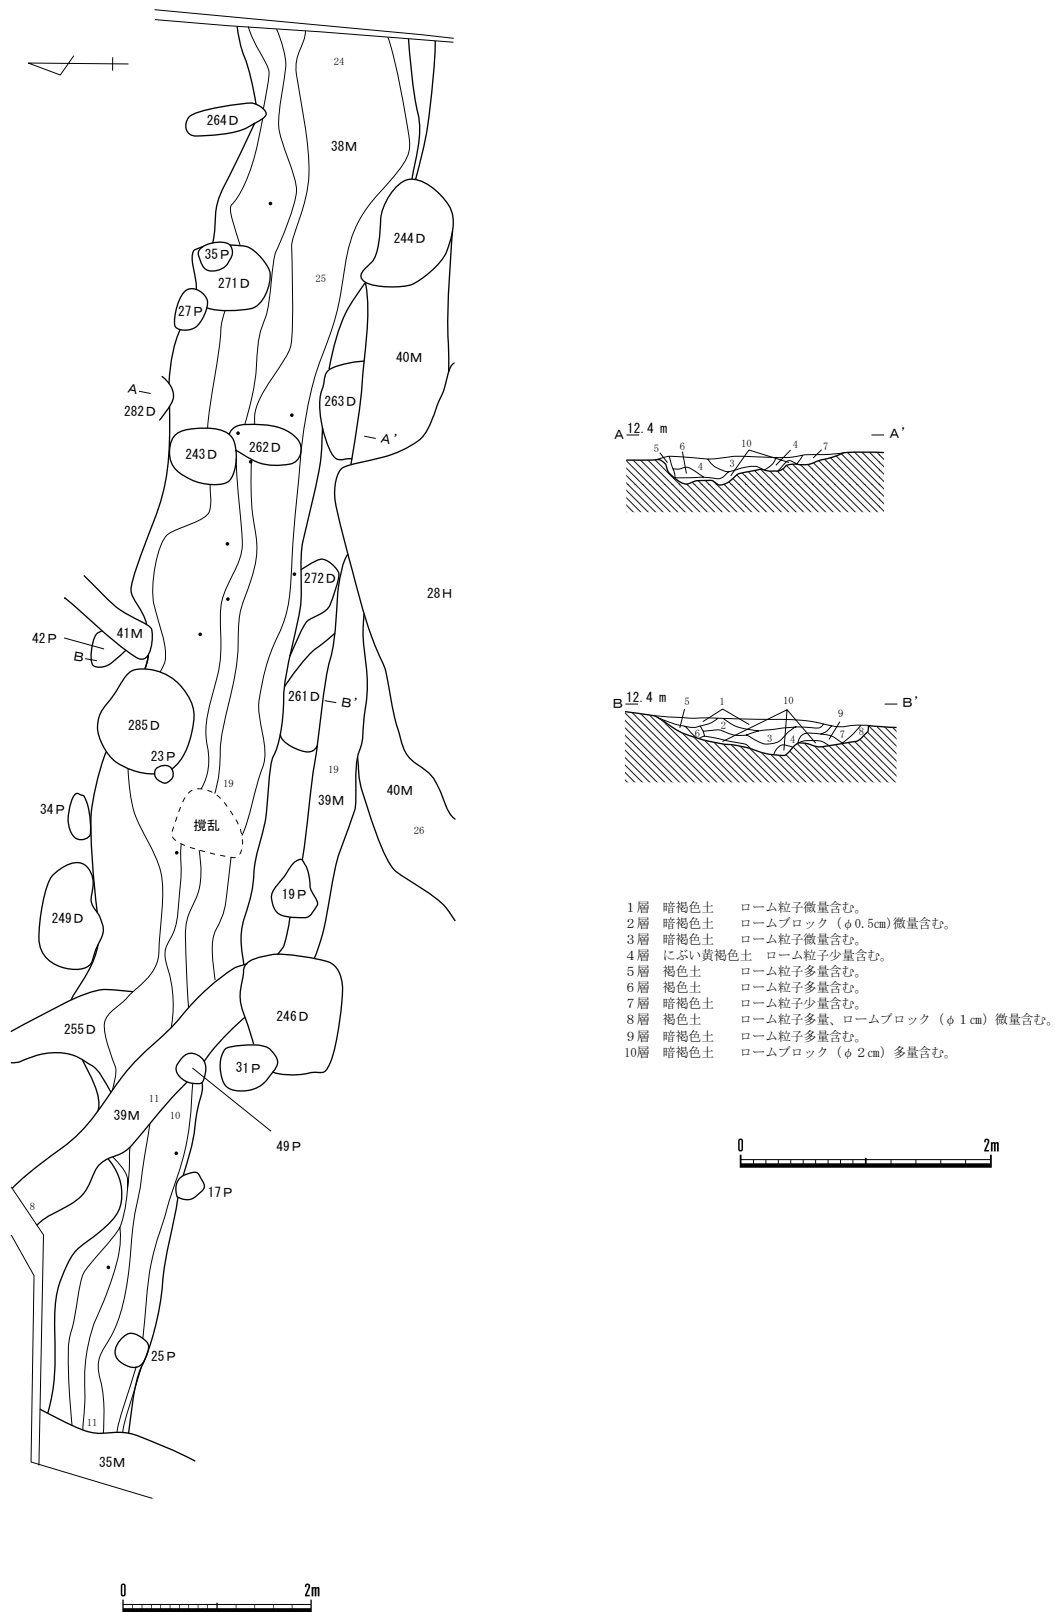 24
264D
38M
244D
35P
271D
25
27P
40M
A
282D
263D
A'
243D
262D
272D
28H
41M
42P
B
261D
B'
285D
23P
19
19
39M
40M
34P
撹乱
26
19P
249D
246D
255D
31P
11
39M
10
49P
17P
8
25P
11
35M
0 2m
A 12.4 m A'
5 6 4 3 10 4 7
B 12.4 m B'
5 1 10 9
6 2 3 4 7 8
1層 暗褐色土 ローム粒子微量含む。
2層 暗褐色土 ロームブロック（φ0.5㎝)微量含む。
3層 暗褐色土 ローム粒子微量含む。
4層 にぶい黄褐色土 ローム粒子少量含む。
5層 褐色土 ローム粒子多量含む。
6層 褐色土 ローム粒子多量含む。
7層 暗褐色土 ローム粒子少量含む。
8層 褐色土 ローム粒子多量、ロームブロック（φ1㎝）微量含む。
9層 暗褐色土 ローム粒子多量含む。
10層 暗褐色土 ロームブロック（φ2㎝）多量含む。
0 2m